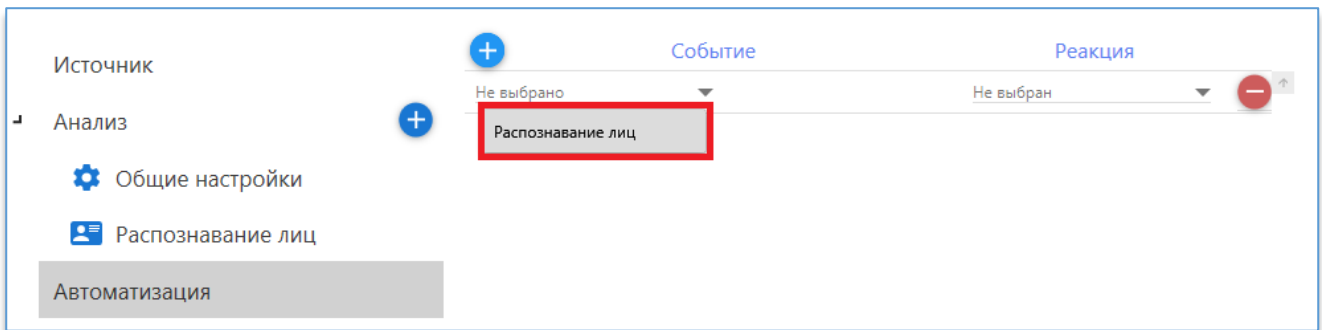 Источник
Анализ
Общие настройки
Распознавание лиц
Автоматизация
Событие Реакция
Не выбрано Не выбран
Распознавание лиц